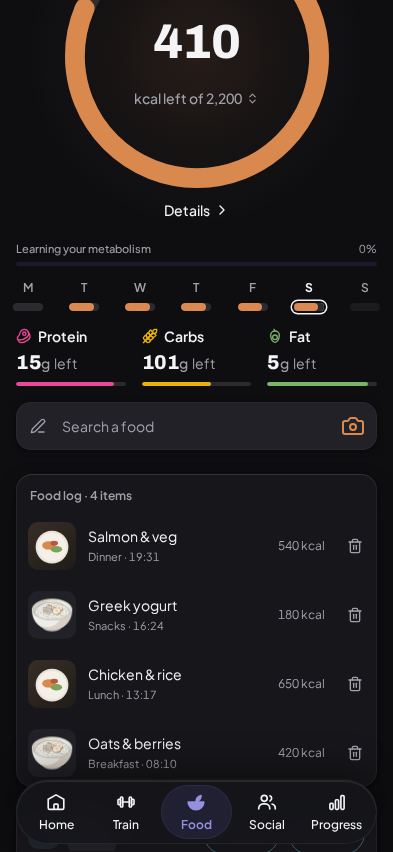 410
kcal left of 2,200
Details
Learning your metabolism 0%
M T W T F S S
Protein Carbs Fat
15g left 101g left 5g left
Search a food
Food log · 4 items
Salmon & veg
Dinner · 19:31
540 kcal
Greek yogurt
Snacks · 16:24
180 kcal
Chicken & rice
Lunch · 13:17
650 kcal
Oats & berries
Breakfast · 08:10
420 kcal
Home Train Food Social Progress